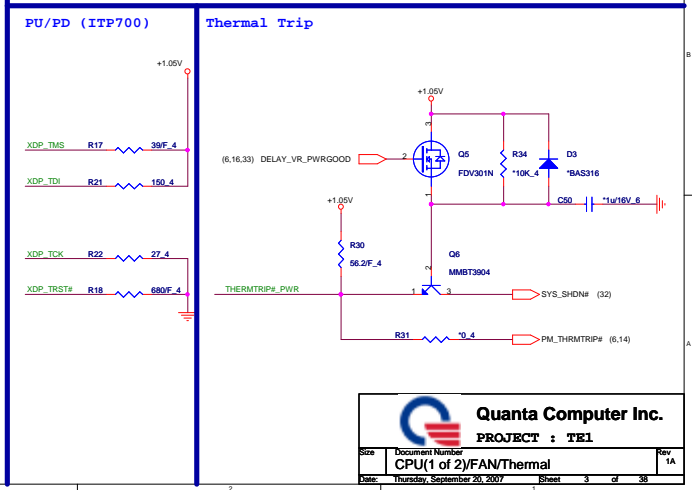 PU/PD (ITP700)
Thermal Trip
+1.05V
XDP_TMS R17 39/F_4
XDP_TDI R21 150_4
XDP_TCK R22 27_4
XDP_TRST# R18 680/F_4
+1.05V
3
(6,16,33) DELAY_VR_PWRGOOD 2
Q5
FDV301N
1
R34
*10K_4
D3
*BAS316
C50 *1u/16V_6
+1.05V
R30
56.2/F_4
Q6
MMBT3904
2
THERMTRIP#_PWR 1 3 SYS_SHDN# (32)
R31 *0_4 PM_THRMTRIP# (6,14)
B
A
Quanta Computer Inc.
PROJECT : TE1
Size Document Number Rev
CPU(1 of 2)/FAN/Thermal 1A
Date: Thursday, September 20, 2007 Sheet 3 of 38
2 1